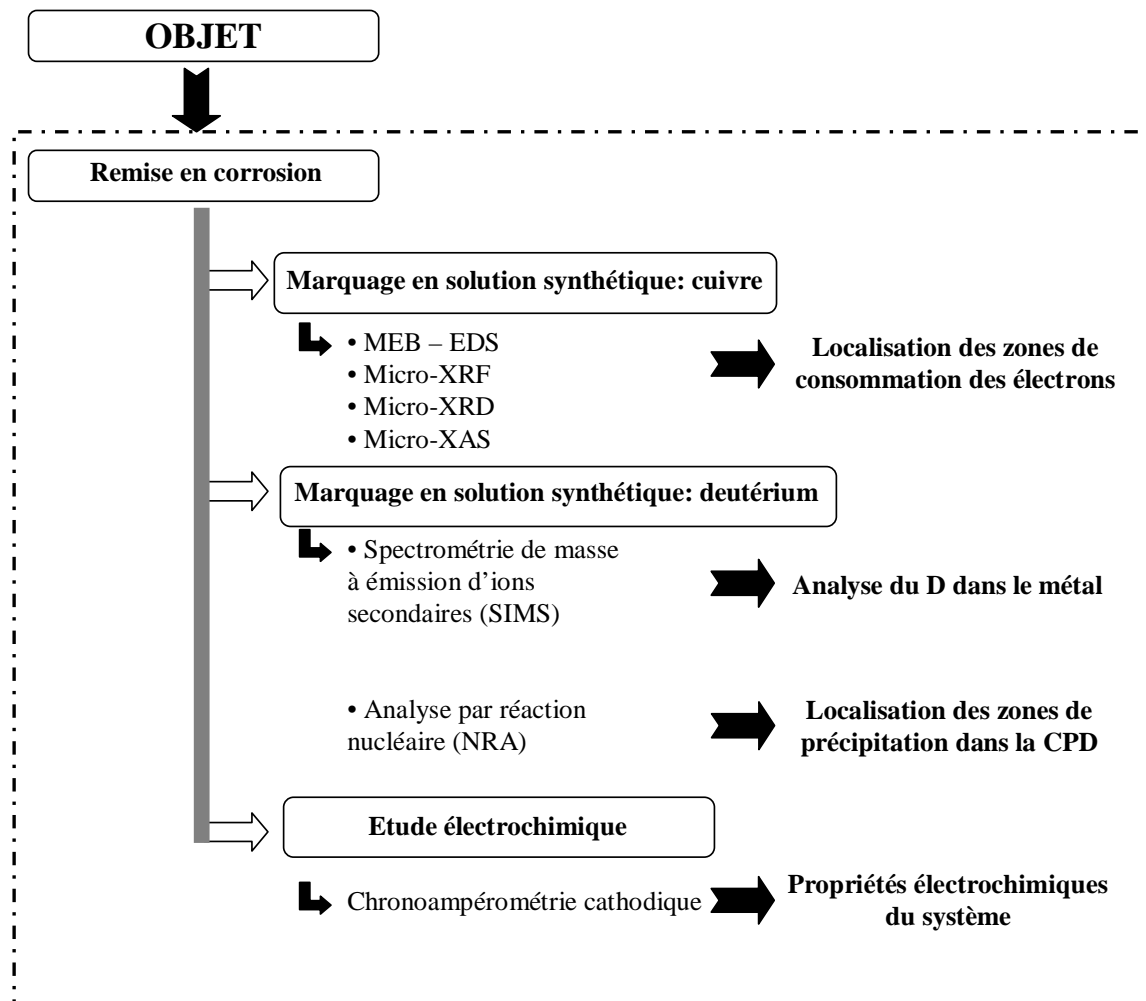 OBJET
Remise en corrosion
Marquage en solution synthétique: cuivre
• MEB – EDS
• Micro-XRF
• Micro-XRD
• Micro-XAS
Localisation des zones de
consommation des électrons
Marquage en solution synthétique: deutérium
• Spectrométrie de masse
à émission d'ions
secondaires (SIMS)
Analyse du D dans le métal
• Analyse par réaction
nucléaire (NRA)
Localisation des zones de
précipitation dans la CPD
Etude électrochimique
Chronoampérométrie cathodique
Propriétés électrochimiques
du système